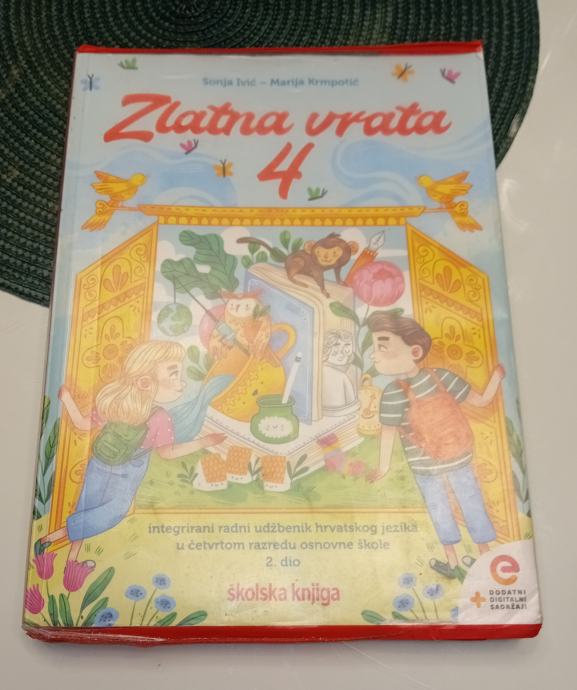 Sonja Ivić – Marija Krmpotić
Zlatna vrata
4
integrirani radni udžbenik hrvatskog jezika
u četvrtom razredu osnovne škole
2. dio
školska knjiga
e
+ DODATNI
DIGITALNI
SADRŽAJI